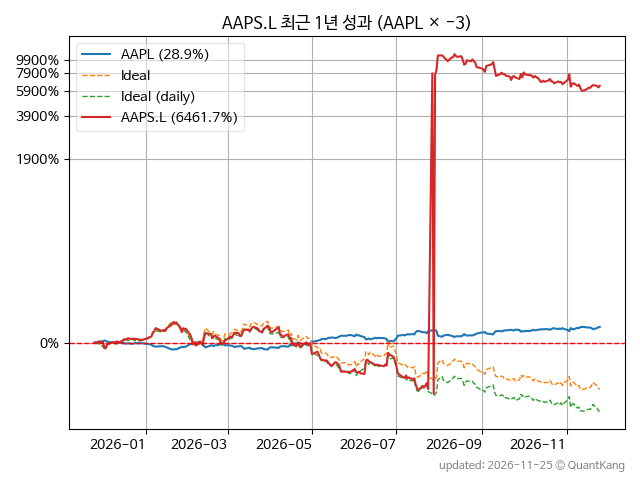 AAPS.L 최근 1년 성과 (AAPL × −3)
AAPL (28.9%)
Ideal
Ideal (daily)
AAPS.L (6461.7%)
9900%
7900%
5900%
3900%
1900%
0%
2026-01 2026-03 2026-05 2026-07 2026-09 2026-11
updated: 2026-11-25 © QuantKang